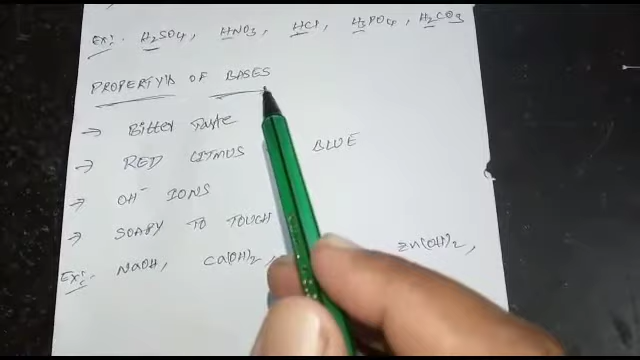 Ex:- H2SO4, HNO3, HCl, H3PO4, H2CO3
PROPERTY'S OF BASES
→ Bitter Taste
→ RED LITMUS BLUE
→ OH- IONS
→ SOAPY TO TOUCH
Ex:- NaOH, Ca(OH)2, Zn(OH)2,